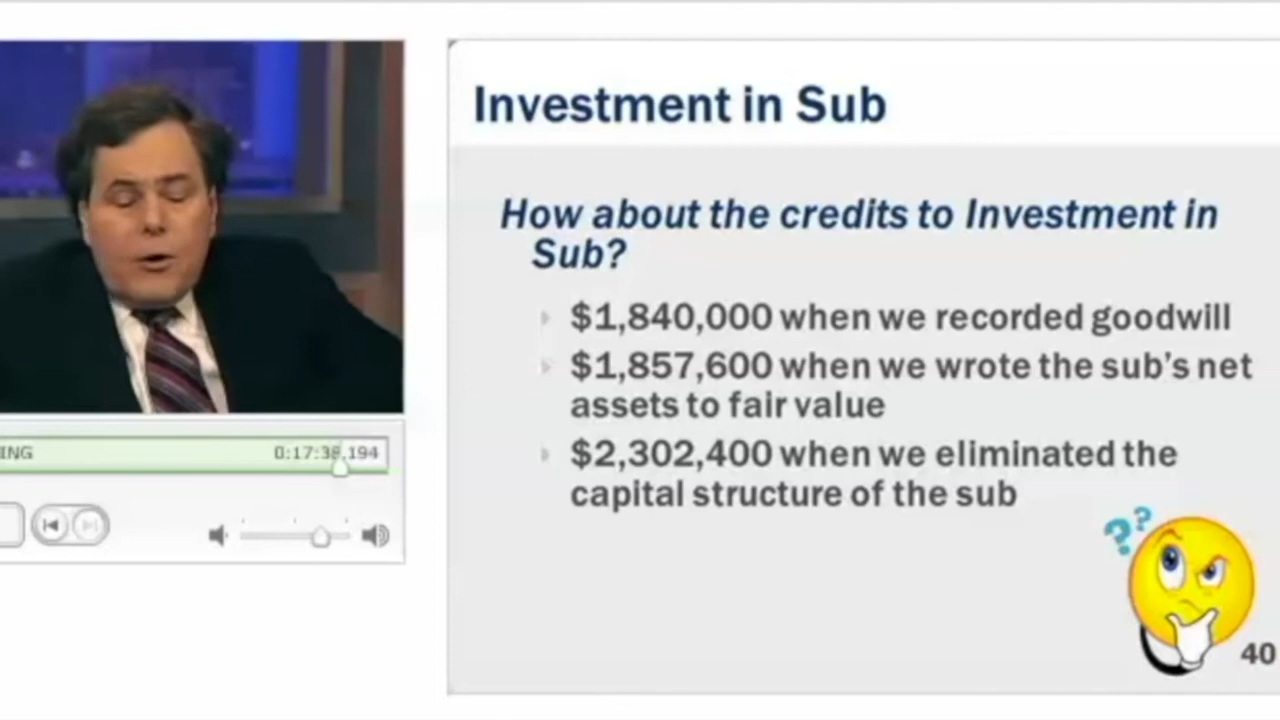 Investment in Sub
How about the credits to Investment in
Sub?
$1,840,000 when we recorded goodwill
$1,857,600 when we wrote the sub's net
assets to fair value
$2,302,400 when we eliminated the
capital structure of the sub
??
40
ING